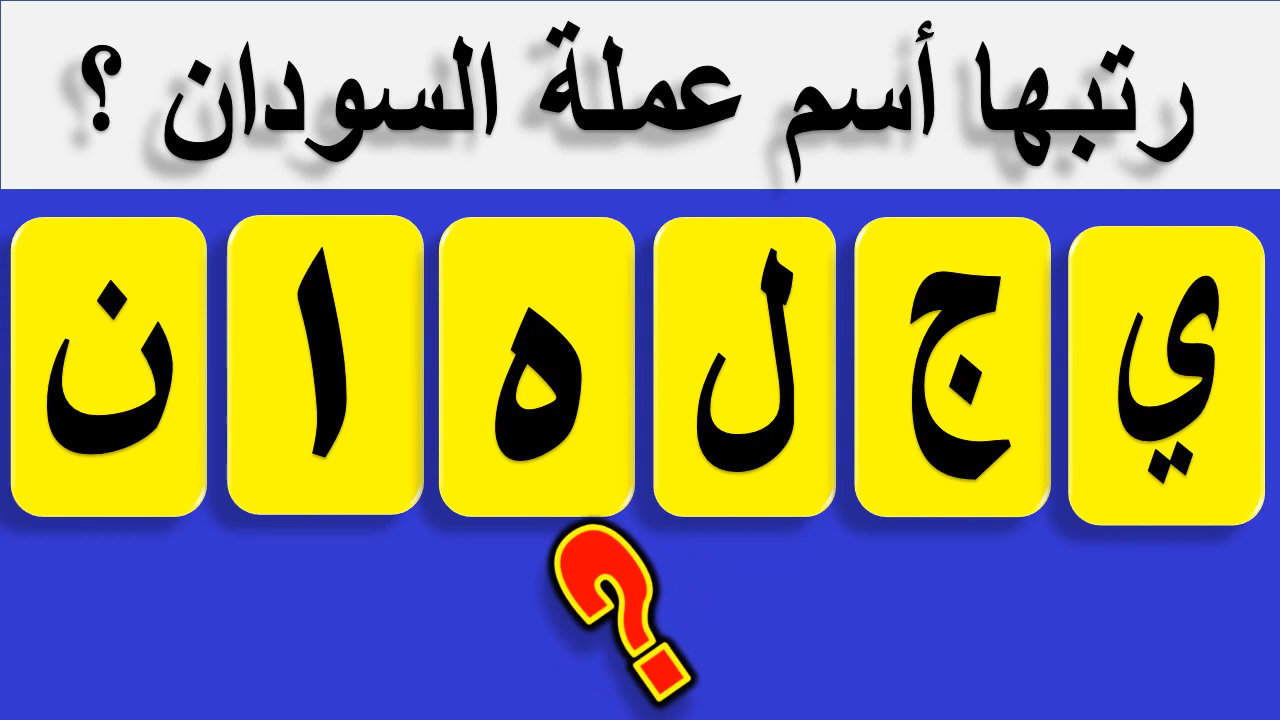 رتبها أسم عملة السودان ؟
ي ج ل ه ا ن
؟